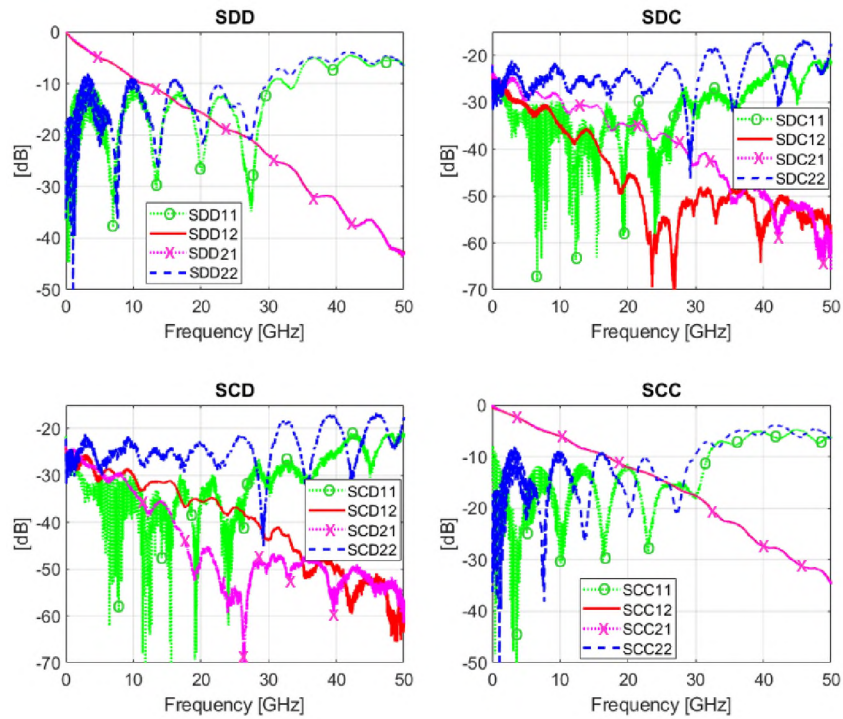 SDD
0
-10
-20
-30
-40
-50
[dB]
SDD11
SDD12
SDD21
SDD22
0 10 20 30 40 50
Frequency [GHz]
SDC
-20
-30
-40
-50
-60
-70
[dB]
SDC11
SDC12
SDC21
SDC22
0 10 20 30 40 50
Frequency [GHz]
SCD
-20
-30
-40
-50
-60
-70
[dB]
SCD11
SCD12
SCD21
SCD22
0 10 20 30 40 50
Frequency [GHz]
SCC
0
-10
-20
-30
-40
-50
[dB]
SCC11
SCC12
SCC21
SCC22
0 10 20 30 40 50
Frequency [GHz]